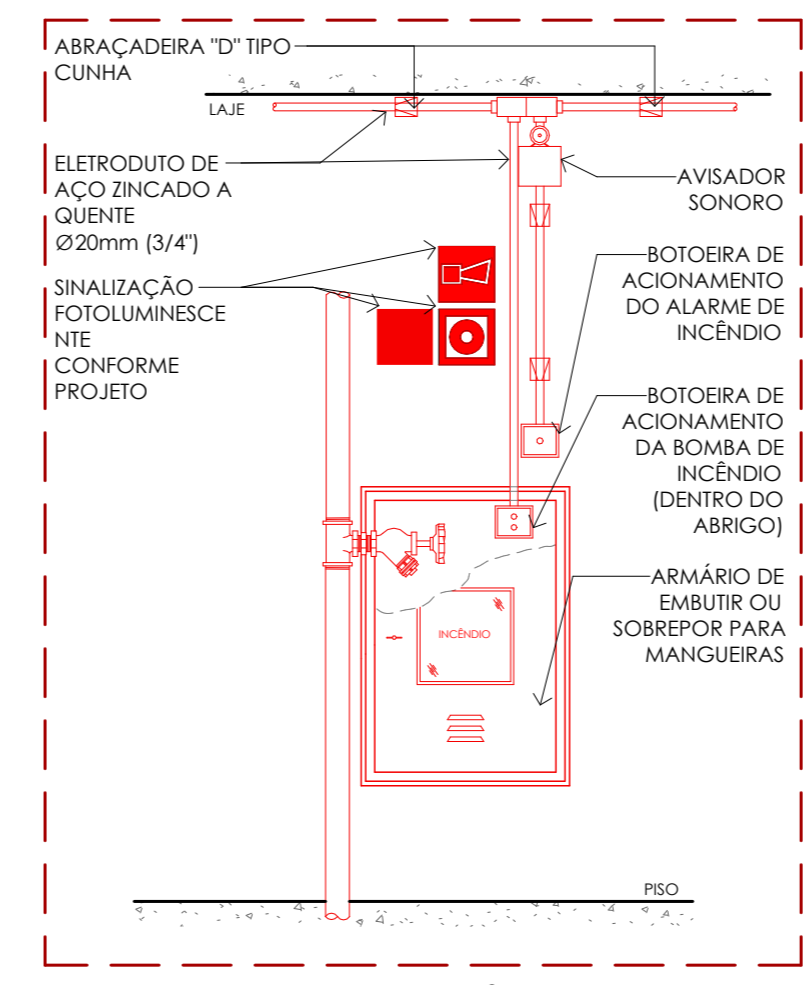 ABRAÇADEIRA "D" TIPO
CUNHA
LAJE
ELETRODUTO DE
AÇO ZINCADO A
QUENTE
Ø20mm (3/4")
SINALIZAÇÃO
FOTOLUMINESCE
NTE
CONFORME
PROJETO
AVISADOR
SONORO
BOTOEIRA DE
ACIONAMENTO
DO ALARME DE
INCÊNDIO
BOTOEIRA DE
ACIONAMENTO
DA BOMBA DE
INCÊNDIO
(DENTRO DO
ABRIGO)
ARMÁRIO DE
EMBUTIR OU
SOBREPOR PARA
MANGUEIRAS
INCÊNDIO
PISO